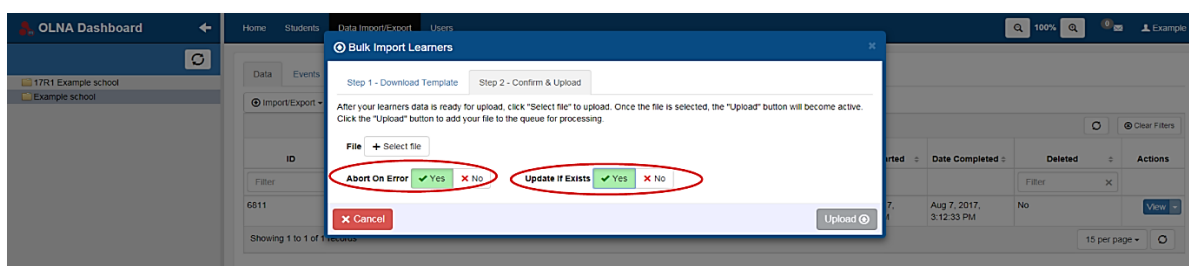 OLNA Dashboard
Home Students Data Import/Export Users
100%
0
Example
17R1 Example school
Example school
Data Events
Import/Export
Bulk Import Learners
Step 1 - Download Template Step 2 - Confirm & Upload
After your learners data is ready for upload, click "Select file" to upload. Once the file is selected, the "Upload" button will become active.
Click the "Upload" button to add your file to the queue for processing.
File + Select file
Abort On Error Yes No Update If Exists Yes No
Cancel Upload
Clear Filters
ID Date Completed Deleted Actions
Filter Filter
6811 Aug 7, 2017, No View
3:12:33 PM
Showing 1 to 1 of 1 records
15 per page